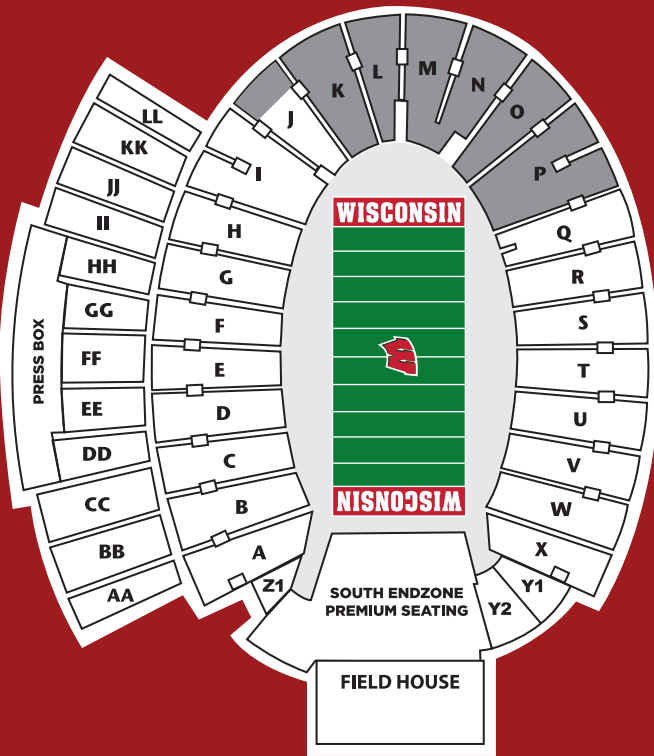 K
L
M
N
O
P
J
I
H
G
F
E
D
C
B
A
Z1
Q
R
S
T
U
V
W
X
Y1
Y2
LL
KK
JJ
II
HH
GG
FF
EE
DD
CC
BB
AA
PRESS BOX
WISCONSIN
WISCONSIN
SOUTH ENDZONE
PREMIUM SEATING
FIELD HOUSE